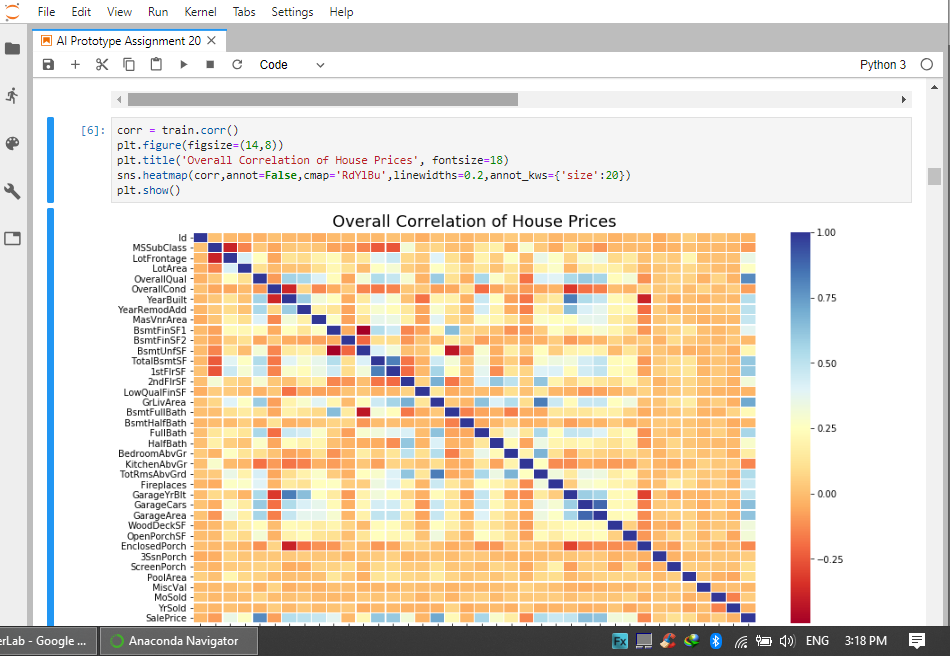 File Edit View Run Kernel Tabs Settings Help
AI Prototype Assignment 20
Code
Python 3
[6]: corr = train.corr()
plt.figure(figsize=(14,8))
plt.title('Overall Correlation of House Prices', fontsize=18)
sns.heatmap(corr,annot=False,cmap='RdYlBu',linewidths=0.2,annot_kws={'size':20})
plt.show()
Overall Correlation of House Prices
Id
MSSubClass
LotFrontage
LotArea
OverallQual
OverallCond
YearBuilt
YearRemodAdd
MasVnrArea
BsmtFinSF1
BsmtFinSF2
BsmtUnfSF
TotalBsmtSF
1stFlrSF
2ndFlrSF
LowQualFinSF
GrLivArea
BsmtFullBath
BsmtHalfBath
FullBath
HalfBath
BedroomAbvGr
KitchenAbvGr
TotRmsAbvGrd
Fireplaces
GarageYrBlt
GarageCars
GarageArea
WoodDeckSF
OpenPorchSF
EnclosedPorch
3SsnPorch
ScreenPorch
PoolArea
MiscVal
MoSold
YrSold
SalePrice
1.00
0.75
0.50
0.25
0.00
−0.25
erLab - Google ...
Anaconda Navigator
Fx
ENG
3:18 PM